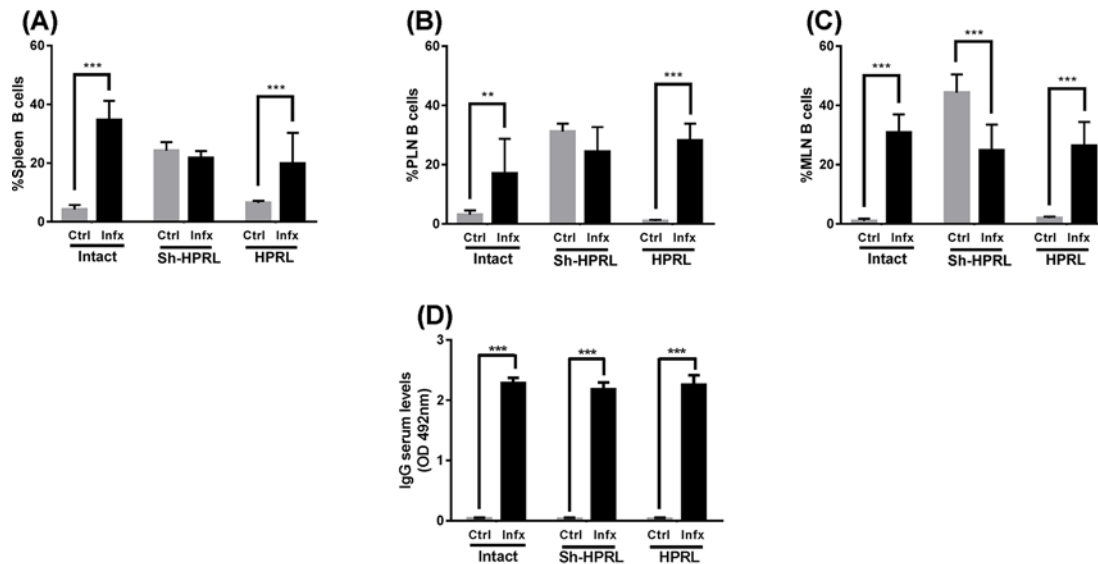 (A)
%Spleen B cells
60
40
20
0
***
***
Ctrl Infx Ctrl Infx Ctrl Infx
Intact Sh-HPRL HPRL
(B)
%PLN B cells
60
40
20
0
**
***
Ctrl Infx Ctrl Infx Ctrl Infx
Intact Sh-HPRL HPRL
(C)
%MLN B cells
60
40
20
0
***
***
***
Ctrl Infx Ctrl Infx Ctrl Infx
Intact Sh-HPRL HPRL
(D)
IgG serum levels
(OD 492nm)
3
2
1
0
***
***
***
Ctrl Infx Ctrl Infx Ctrl Infx
Intact Sh-HPRL HPRL